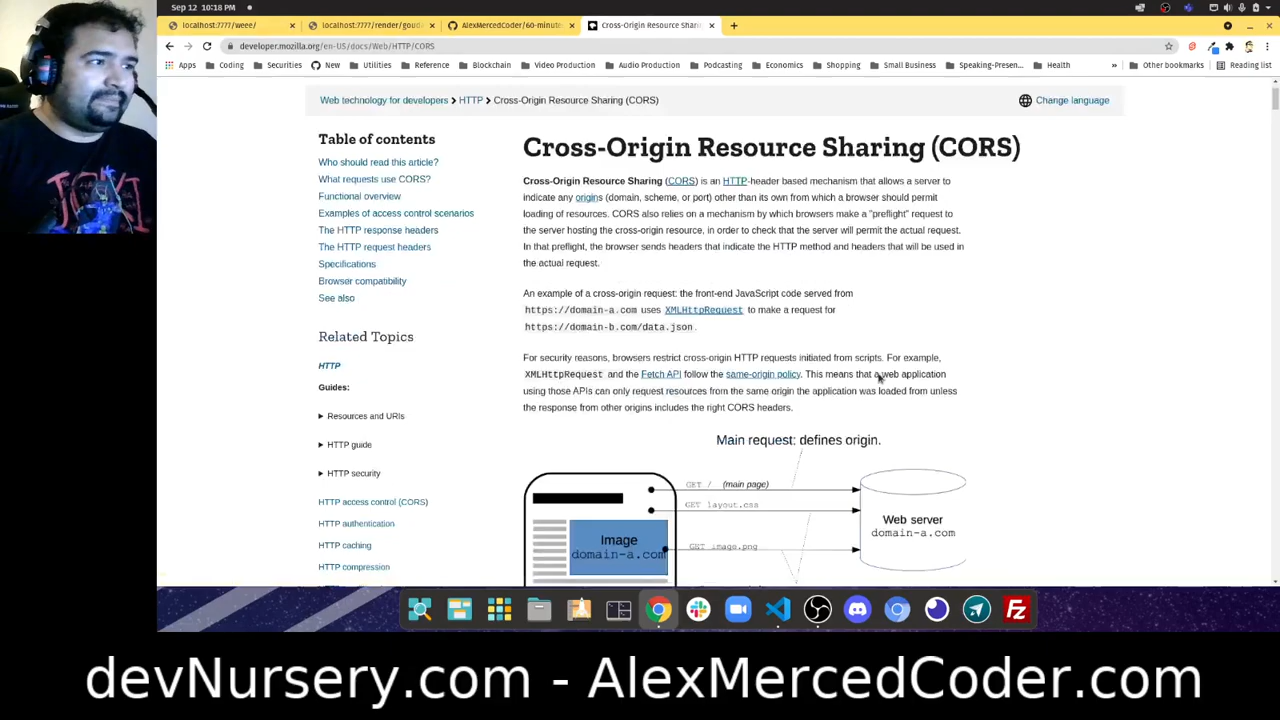 Sep 12 10:18 PM
localhost:7777/weee/
localhost:7777/render/goud
AlexMercedCoder/60-minute
Cross-Origin Resource Shari
developer.mozilla.org/en-US/docs/Web/HTTP/CORS
Apps Coding Securities New Utilities Reference Blockchain Video Production Audio Production Podcasting Economics Shopping Small Business Speaking-Presen... Health » Other bookmarks Reading list
Web technology for developers HTTP Cross-Origin Resource Sharing (CORS)
Change language
Table of contents
Who should read this article?
What requests use CORS?
Functional overview
Examples of access control scenarios
The HTTP response headers
The HTTP request headers
Specifications
Browser compatibility
See also
Related Topics
HTTP
Guides:
Resources and URIs
HTTP guide
HTTP security
HTTP access control (CORS)
HTTP authentication
HTTP caching
HTTP compression
Cross-Origin Resource Sharing (CORS)
Cross-Origin Resource Sharing (CORS) is an HTTP-header based mechanism that allows a server to
indicate any origins (domain, scheme, or port) other than its own from which a browser should permit
loading of resources. CORS also relies on a mechanism by which browsers make a "preflight" request to
the server hosting the cross-origin resource, in order to check that the server will permit the actual request.
In that preflight, the browser sends headers that indicate the HTTP method and headers that will be used in
the actual request.
An example of a cross-origin request: the front-end JavaScript code served from
https://domain-a.com uses XMLHttpRequest to make a request for
https://domain-b.com/data.json.
For security reasons, browsers restrict cross-origin HTTP requests initiated from scripts. For example,
XMLHttpRequest and the Fetch API follow the same-origin policy. This means that a web application
using those APIs can only request resources from the same origin the application was loaded from unless
the response from other origins includes the right CORS headers.
Main request: defines origin.
GET / (main page)
GET layout.css
GET image.png
Image
domain-a.com
Web server
domain-a.com
devNursery.com - AlexMercedCoder.com